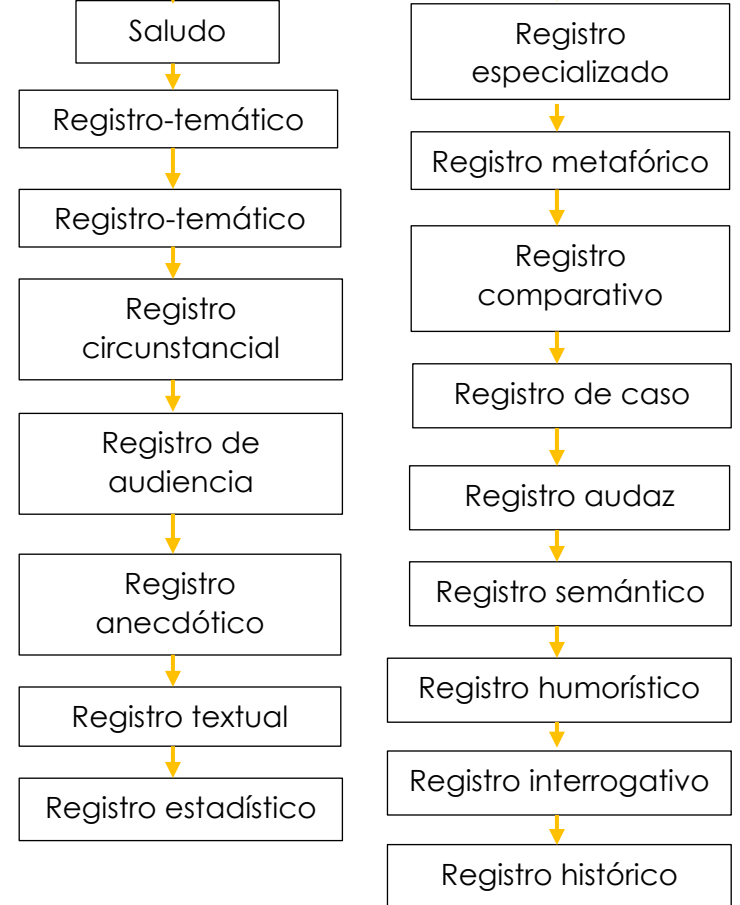 Saludo
Registro-temático
Registro-temático
Registro
circunstancial
Registro de
audiencia
Registro
anecdótico
Registro textual
Registro estadístico
Registro
especializado
Registro metafórico
Registro
comparativo
Registro de caso
Registro audaz
Registro semántico
Registro humorístico
Registro interrogativo
Registro histórico